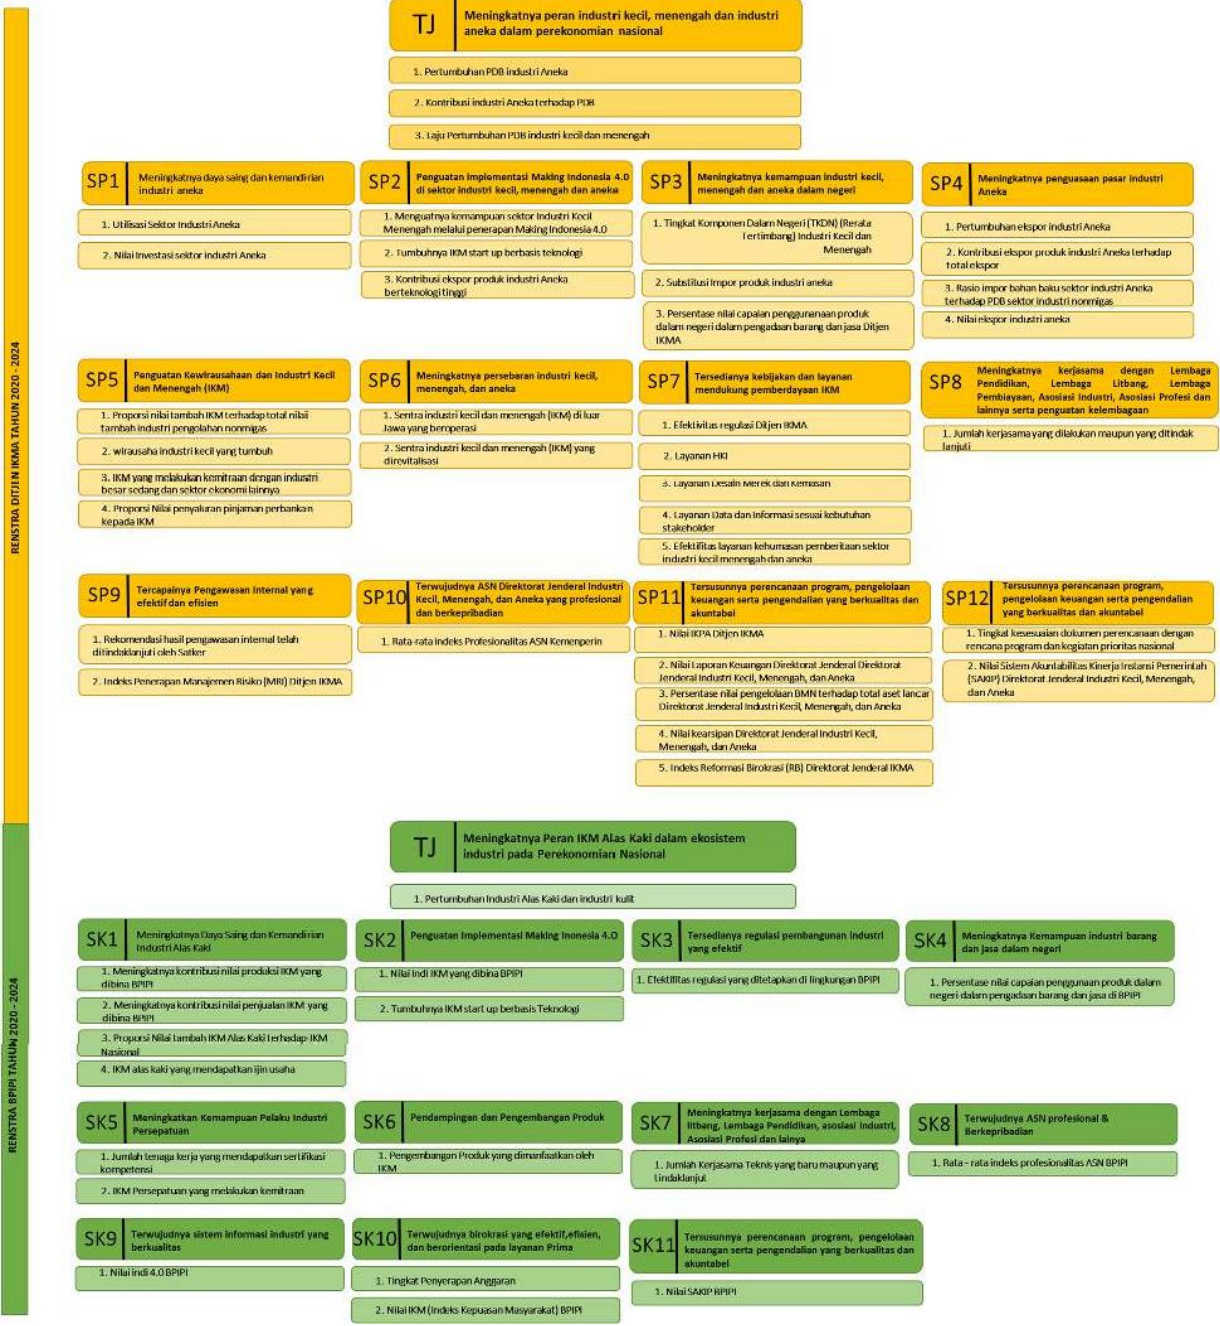 RENSTRA DITJEN IKMA TAHUN 2020 - 2024
TJ
Meningkatnya peran industri kecil, menengah dan industri
aneka dalam perekonomian nasional
1. Pertumbuhan PDB industri Aneka
2. Kontribusi industri Aneka terhadap PDB
3. Laju Pertumbuhan PDB industri kecil dan menengah
SP1
Meningkatnya daya saing dan kemandirian
industri aneka
1. Utilisasi Sektor Industri Aneka
2. Nilai Investasi sektor industri Aneka
SP2
Penguatan Implementasi Making Indonesia 4.0
di sektor industri kecil, menengah dan aneka
1. Menguatnya kemampuan sektor Industri Kecil
Menengah melalui penerapan Making Indonesia 4.0
2. Tumbuhnya IKM start up berbasis teknologi
3. Kontribusi ekspor produk industri Aneka
berteknologi tinggi
SP3
Meningkatnya kemampuan industri kecil,
menengah dan aneka dalam negeri
1. Tingkat Komponen Dalam Negeri (TKDN) (Rerata
Tertimbang) Industri Kecil dan
Menengah
2. Substitusi Impor produk industri aneka
3. Persentase nilai capaian penggunanaan produk
dalam negeri dalam pengadaan barang dan jasa Ditjen
IKMA
SP4
Meningkatnya penguasaan pasar industri
Aneka
1. Pertumbuhan ekspor industri Aneka
2. Kontribusi ekspor produk industri Aneka terhadap
total ekspor
3. Rasio impor bahan baku sektor industri Aneka
terhadap PDB sektor industri nonmigas
4. Nilai ekspor industri aneka
SP5
Penguatan Kewirausahaan dan Industri Kecil
dan Menengah (IKM)
1. Proporsi nilai tambah IKM terhadap total nilai
tambah industri pengolahan nonmigas
2. wirausaha industri kecil yang tumbuh
3. IKM yang melakukan kemitraan dengan industri
besar sedang dan sektor ekonomi lainnya
4. Proporsi Nilai penyaluran pinjaman perbankan
kepada IKM
SP6
Meningkatnya persebaran industri kecil,
menengah, dan aneka
1. Sentra industri kecil dan menengah (IKM) di luar
Jawa yang beroperasi
2. Sentra industri kecil dan menengah (IKM) yang
direvitalisasi
SP7
Tersedianya kebijakan dan layanan
mendukung pemberdayaan IKM
1. Efektivitas regulasi Ditjen IKMA
2. Layanan HKI
3. Layanan Desain Merek dan Kemasan
4. Layanan Data dan Informasi sesuai kebutuhan
stakeholder
5. Efektifitas layanan kehumasan pemberitaan sektor
industri kecil menengah dan aneka
SP8
Meningkatnya kerjasama dengan Lembaga
Pendidikan, Lembaga Litbang, Lembaga
Pembiayaan, Asosiasi Industri, Asosiasi Profesi dan
lainnya serta penguatan kelembagaan
1. Jumlah kerjasama yang dilakukan maupun yang ditindak
lanjuti
SP9
Tercapainya Pengawasan Internal yang
efektif dan efisien
1. Rekomendasi hasil pengawasan internal telah
ditindaklanjuti oleh Satker
2. Indeks Penerapan Manajemen Risiko (MRI) Ditjen IKMA
SP10
Terwujudnya ASN Direktorat Jenderal Industri
Kecil, Menengah, dan Aneka yang profesional
dan berkepribadian
1. Rata-rata indeks Profesionalitas ASN Kemenperin
SP11
Tersusunnya perencanaan program, pengelolaan
keuangan serta pengendalian yang berkualitas dan
akuntabel
1. Nilai IKPA Ditjen IKMA
2. Nilai Laporan Keuangan Direktorat Jenderal Direktorat
Jenderal Industri Kecil, Menengah, dan Aneka
3. Persentase nilai pengelolaan BMN terhadap total aset lancar
Direktorat Jenderal Industri Kecil, Menengah, dan Aneka
4. Nilai kearsipan Direktorat Jenderal Industri Kecil,
Menengah, dan Aneka
5. Indeks Reformasi Birokrasi (RB) Direktorat Jenderal IKMA
SP12
Tersusunnya perencanaan program,
pengelolaan keuangan serta pengendalian
yang berkualitas dan akuntabel
1. Tingkat kesesuaian dokumen perencanaan dengan
rencana program dan kegiatan prioritas nasional
2. Nilai Sistem Akuntabilitas Kinerja Instansi Pemerintah
(SAKIP) Direktorat Jenderal Industri Kecil, Menengah,
dan Aneka
RENSTRA BPIPI TAHUN 2020 - 2024
TJ
Meningkatnya Peran IKM Alas Kaki dalam ekosistem
industri pada Perekonomian Nasional
1. Pertumbuhan Industri Alas Kaki dan industri kulit
SK1
Meningkatnya Daya Saing dan Kemandirian
Industri Alas Kaki
1. Meningkatnya kontribusi nilai produksi IKM yang
dibina BPIPI
2. Meningkatnya kontribusi nilai penjualan IKM yang
dibina BPIPI
3. Proporsi Nilai tambah IKM Alas Kaki terhadap IKM
Nasional
4. IKM alas kaki yang mendapatkan ijin usaha
SK2
Penguatan Implementasi Making Inonesia 4.0
1. Nilai Indi IKM yang dibina BPIPI
2. Tumbuhnya IKM start up berbasis Teknologi
SK3
Tersedianya regulasi pembangunan industri
yang efektif
1. Efektifitas regulasi yang ditetapkan di lingkungan BPIPI
SK4
Meningkatnya Kemampuan industri barang
dan jasa dalam negeri
1. Persentase nilai capaian penggunaan produk dalam
negeri dalam pengadaan barang dan jasa di BPIPI
SK5
Meningkatkan Kemampuan Pelaku Industri
Persepatuan
1. Jumlah tenaga kerja yang mendapatkan sertifikasi
kompetensi
2. IKM Persepatuan yang melakukan kemitraan
SK6
Pendampingan dan Pengembangan Produk
1. Pengembangan Produk yang dimanfaatkan oleh
IKM
SK7
Meningkatnya kerjasama dengan Lembaga
litbang, Lembaga Pendidikan, asosiasi Industri,
Asosiasi Profesi dan lainya
1. Jumlah Kerjasama Teknis yang baru maupun yang
tindaklanjut
SK8
Terwujudnya ASN profesional &
Berkepribadian
1. Rata - rata indeks profesionalitas ASN BPIPI
SK9
Terwujudnya sistem informasi industri yang
berkualitas
1. Nilai indi 4.0 BPIPI
SK10
Terwujudnya birokrasi yang efektif,efisien,
dan berorientasi pada layanan Prima
1. Tingkat Penyerapan Anggaran
2. Nilai IKM (Indeks Kepuasan Masyarakat) BPIPI
SK11
Tersusunnya perencanaan program, pengelolaan
keuangan serta pengendalian yang berkualitas dan
akuntabel
1. Nilai SAKIP BPIPI